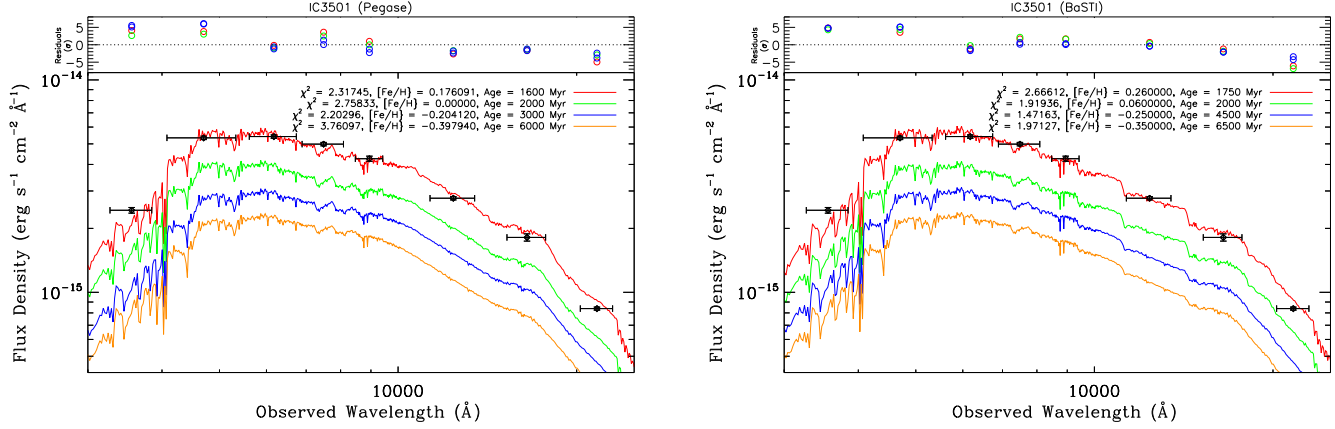 IC3501 (Pegase)
Residuals (σ)
5
0
−5
10⁻¹⁴
χ² = 2.31745, [Fe/H] = 0.176091, Age = 1600 Myr
χ² = 2.75833, [Fe/H] = 0.00000, Age = 2000 Myr
χ² = 2.20296, [Fe/H] = −0.204120, Age = 3000 Myr
χ² = 3.76097, [Fe/H] = −0.397940, Age = 6000 Myr
Flux Density (erg s⁻¹ cm⁻² Å⁻¹)
10⁻¹⁵
10000
Observed Wavelength (Å)
IC3501 (BaSTI)
Residuals (σ)
5
0
−5
10⁻¹⁴
χ² = 2.66612, [Fe/H] = 0.260000, Age = 1750 Myr
χ² = 1.91936, [Fe/H] = 0.0600000, Age = 2000 Myr
χ² = 1.47163, [Fe/H] = −0.250000, Age = 4500 Myr
χ² = 1.97127, [Fe/H] = −0.350000, Age = 6500 Myr
Flux Density (erg s⁻¹ cm⁻² Å⁻¹)
10⁻¹⁵
10000
Observed Wavelength (Å)